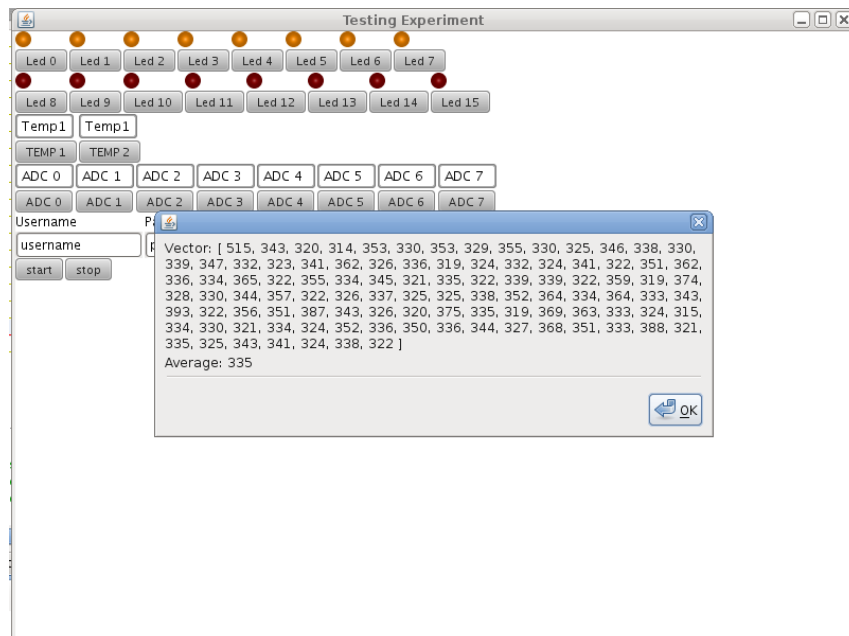 Testing Experiment
Led 0 Led 1 Led 2 Led 3 Led 4 Led 5 Led 6 Led 7
Led 8 Led 9 Led 10 Led 11 Led 12 Led 13 Led 14 Led 15
Temp1 Temp1
TEMP 1 TEMP 2
ADC 0 ADC 1 ADC 2 ADC 3 ADC 4 ADC 5 ADC 6 ADC 7
ADC 0 ADC 1 ADC 2 ADC 3 ADC 4 ADC 5 ADC 6 ADC 7
Username
username
start stop
Vector: [ 515, 343, 320, 314, 353, 330, 353, 329, 355, 330, 325, 346, 338, 330,
339, 347, 332, 323, 341, 362, 326, 336, 319, 324, 332, 324, 341, 322, 351, 362,
336, 334, 365, 322, 355, 334, 345, 321, 335, 322, 339, 339, 322, 359, 319, 374,
328, 330, 344, 357, 322, 326, 337, 325, 325, 338, 352, 364, 334, 364, 333, 343,
393, 322, 356, 351, 387, 343, 326, 320, 375, 335, 319, 369, 363, 333, 324, 315,
334, 330, 321, 334, 324, 352, 336, 350, 336, 344, 327, 368, 351, 333, 388, 321,
335, 325, 343, 341, 324, 338, 322 ]
Average: 335
OK